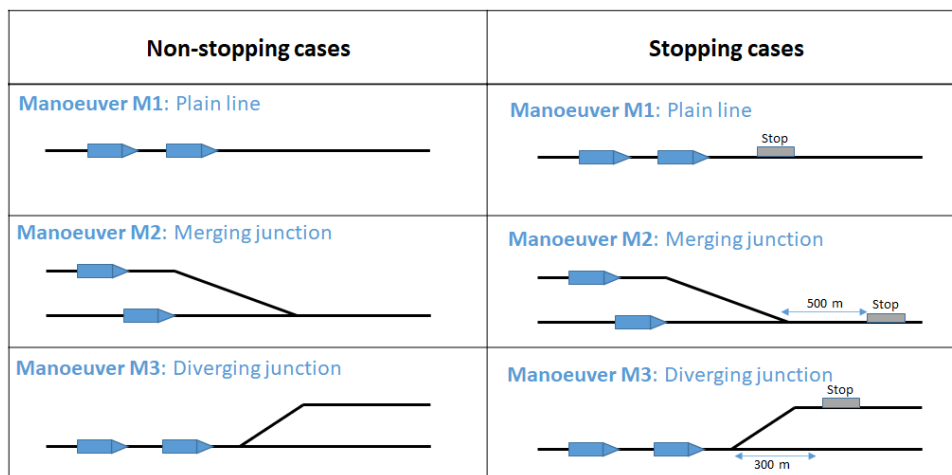 Non-stopping cases
Stopping cases
Manoeuver M1: Plain line
Manoeuver M1: Plain line
Stop
Manoeuver M2: Merging junction
Manoeuver M2: Merging junction
500 m
Stop
Manoeuver M3: Diverging junction
Manoeuver M3: Diverging junction
Stop
300 m